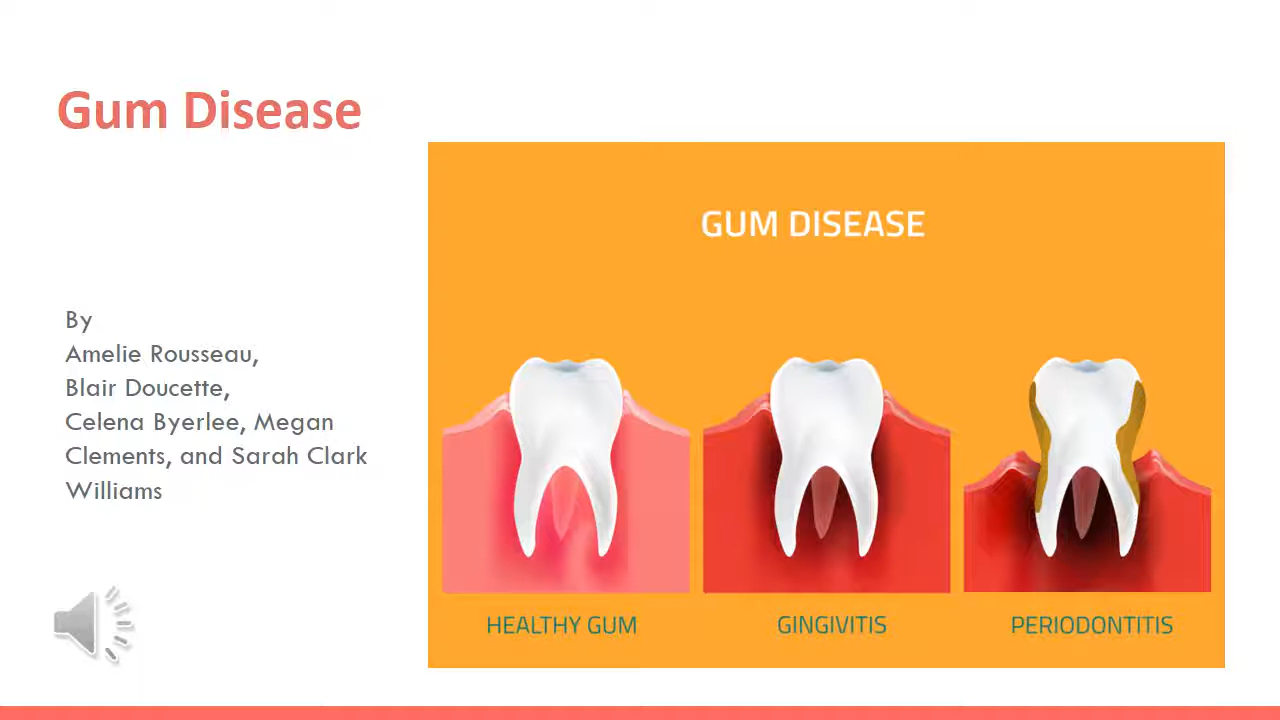 Gum Disease
By
Amelie Rousseau,
Blair Doucette,
Celena Byerlee, Megan
Clements, and Sarah Clark
Williams
GUM DISEASE
HEALTHY GUM
GINGIVITIS
PERIODONTITIS